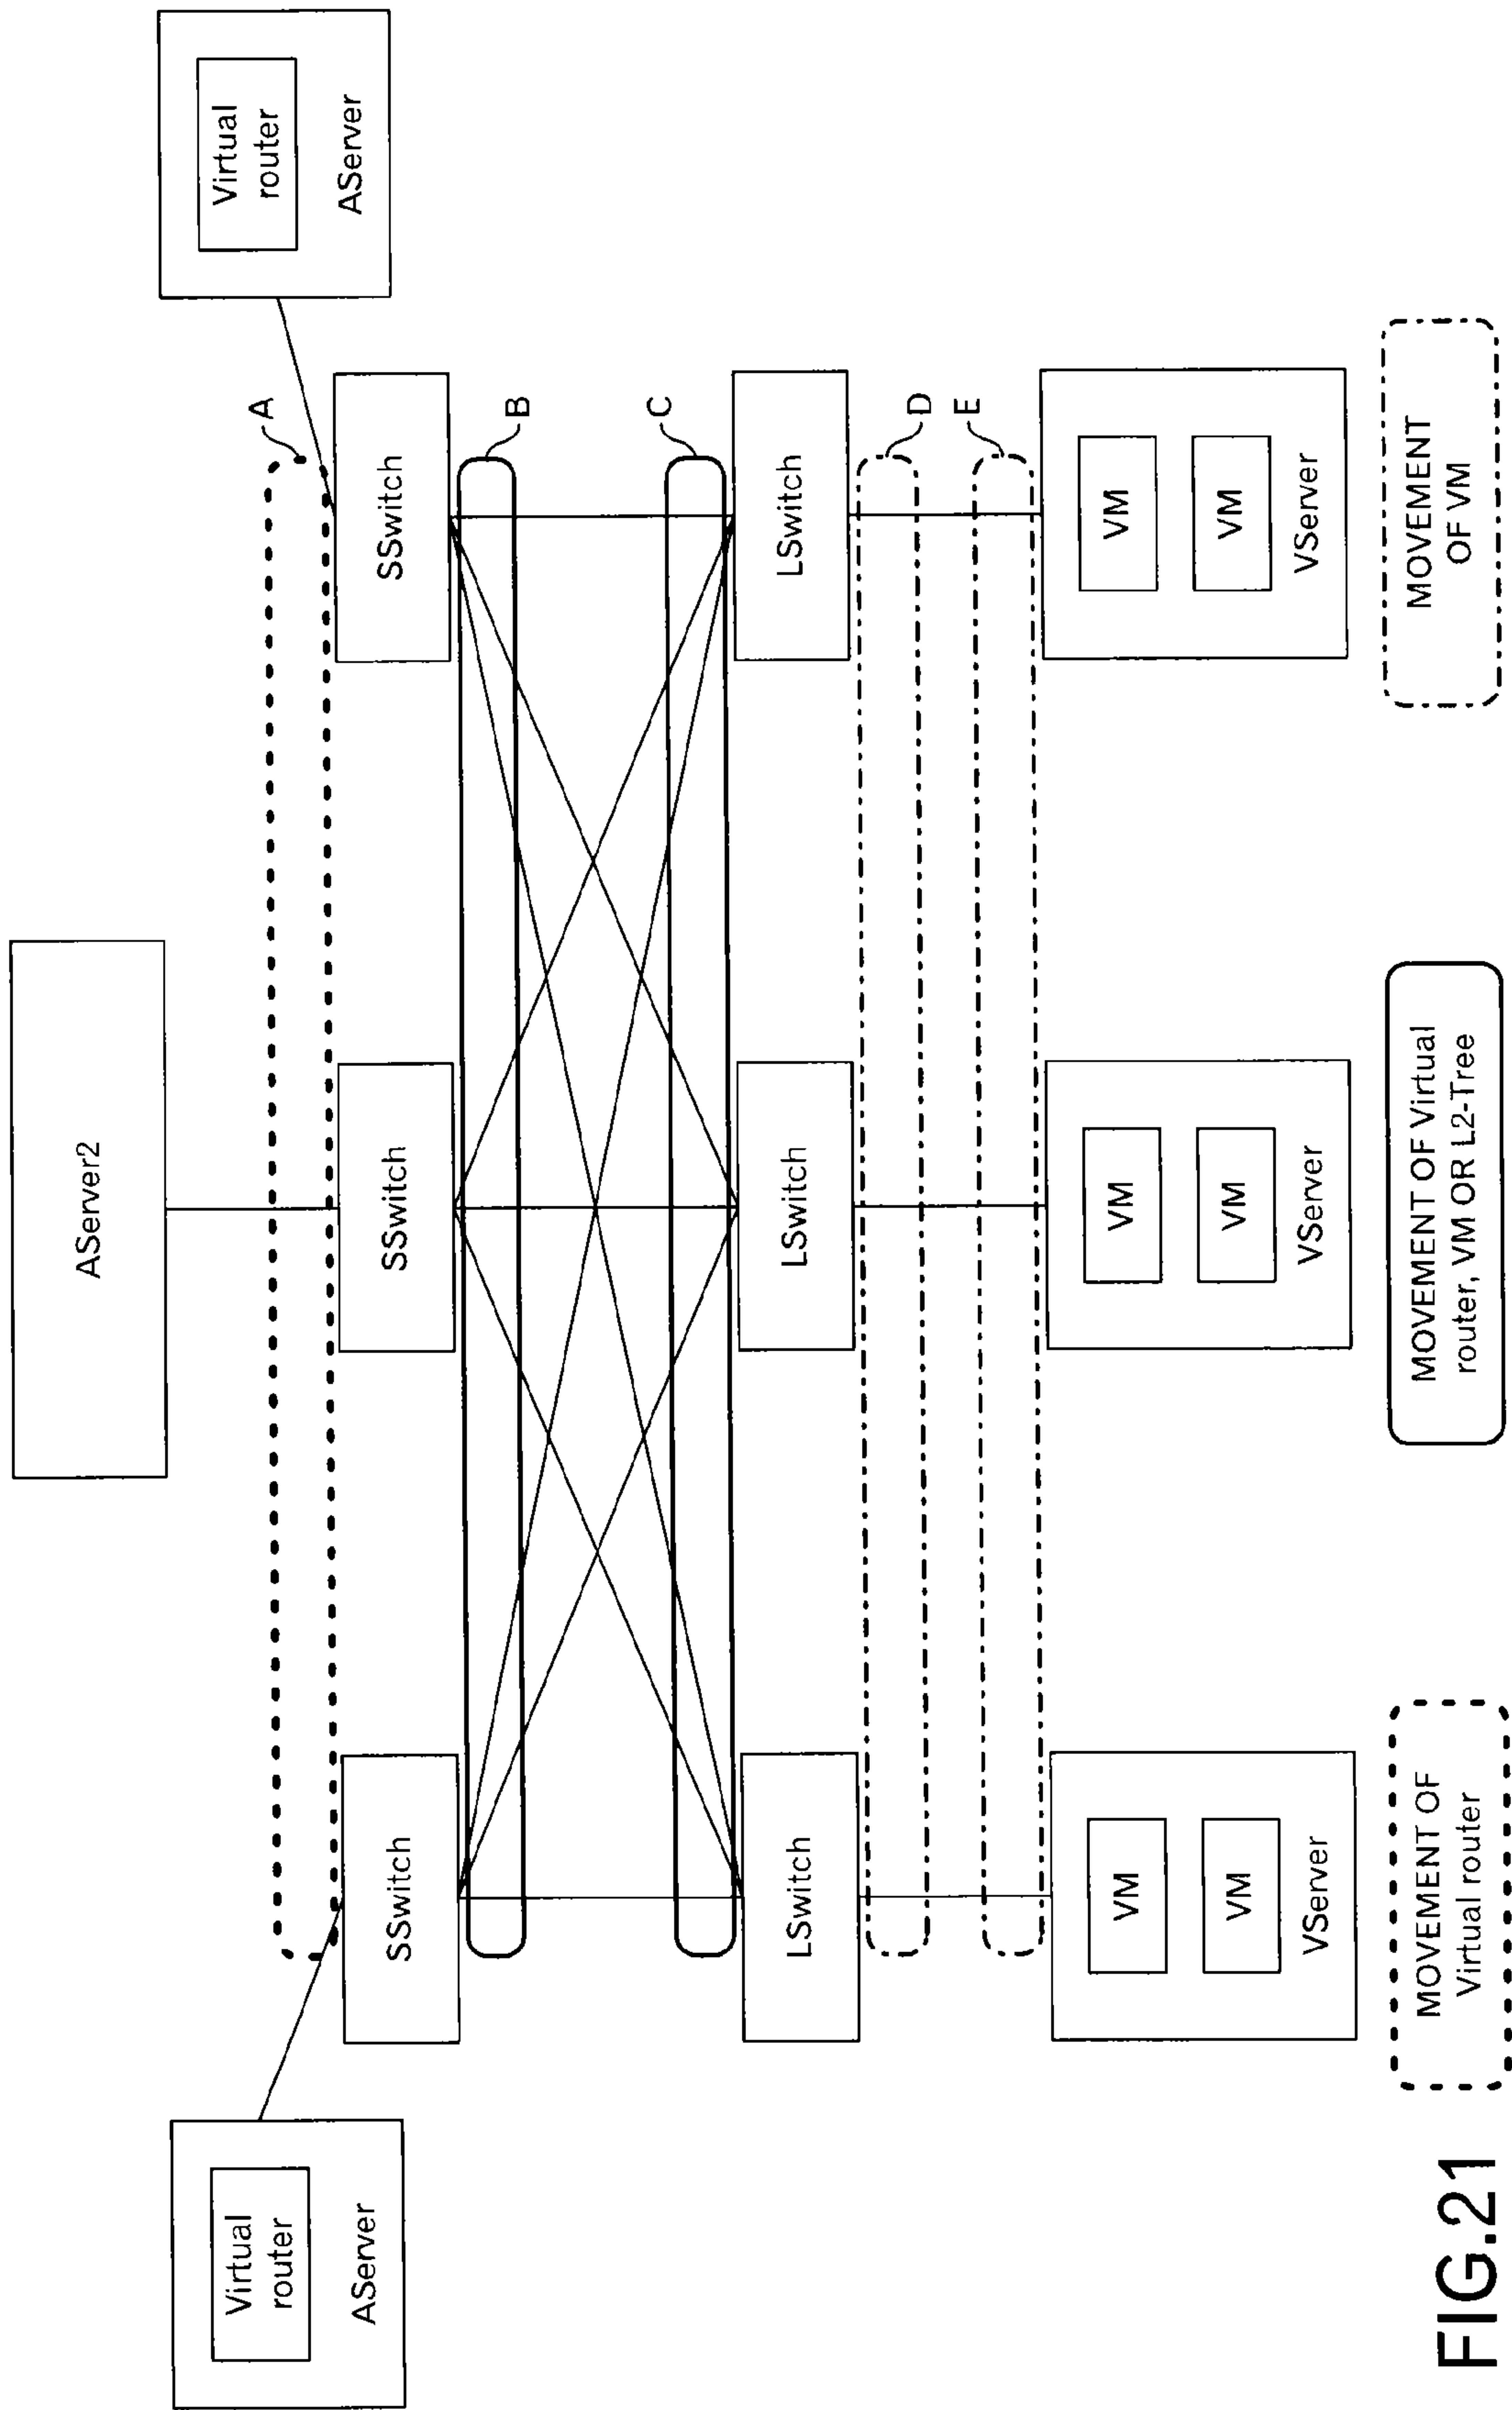 AServer2
Virtual
router
AServer
Virtual
router
AServer
A
SSwitch
SSwitch
SSwitch
B
C
LSwitch
LSwitch
LSwitch
D
E
VM
VM
VServer
VM
VM
VServer
VM
VM
VServer
MOVEMENT OF
Virtual router
MOVEMENT OF Virtual
router, VM OR L2-Tree
MOVEMENT
OF VM
FIG.21